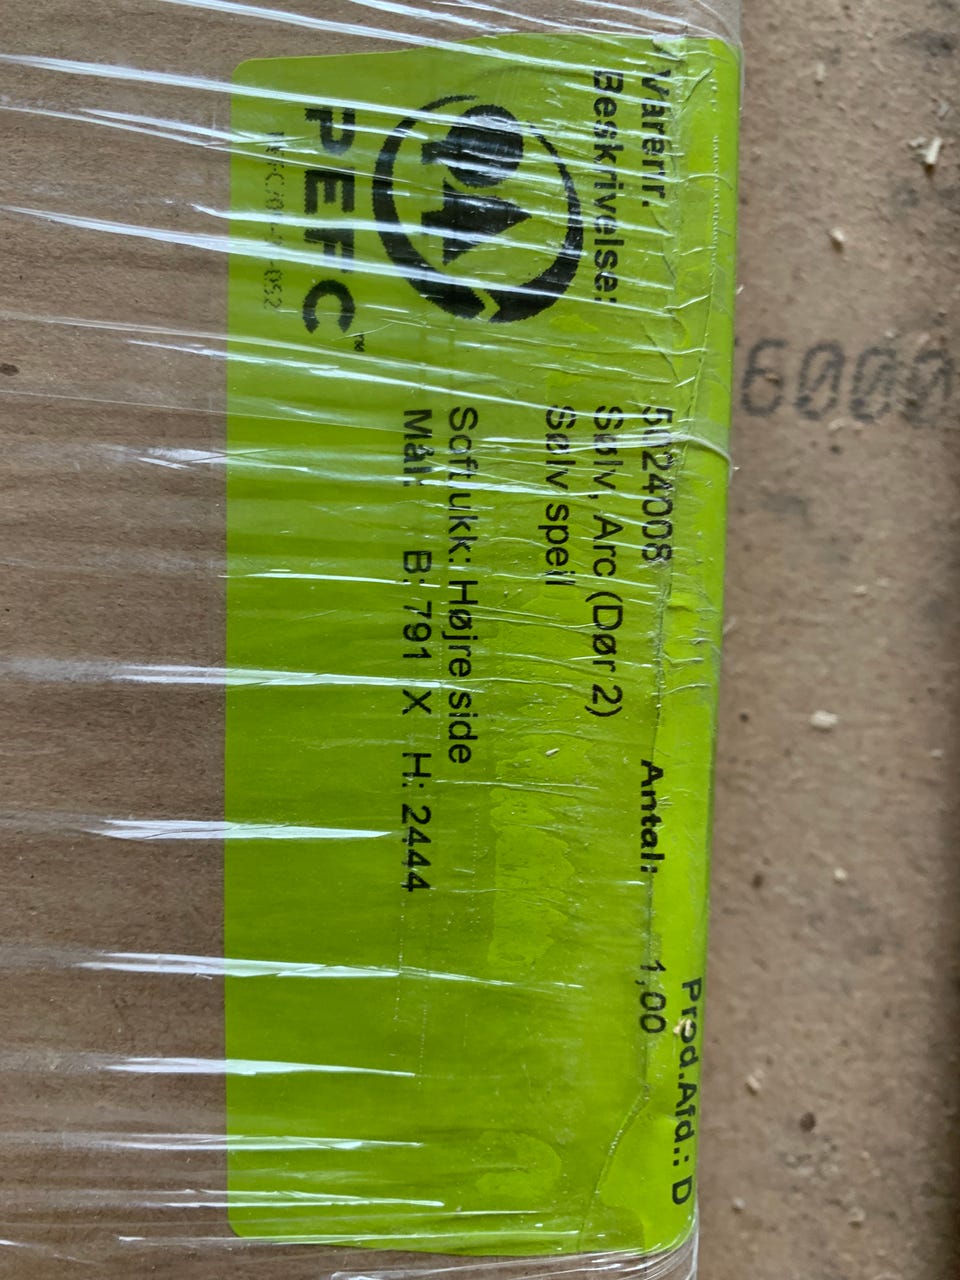 Prod.Afd.: D
Varenr: 5024008 Antal: 1,00
Beskrivelse: Sølv, Arc (Dør 2)
Sølv spejl
Softlukk: Højre side
Mål: B: 791 X H: 2444
PEFC™
6000